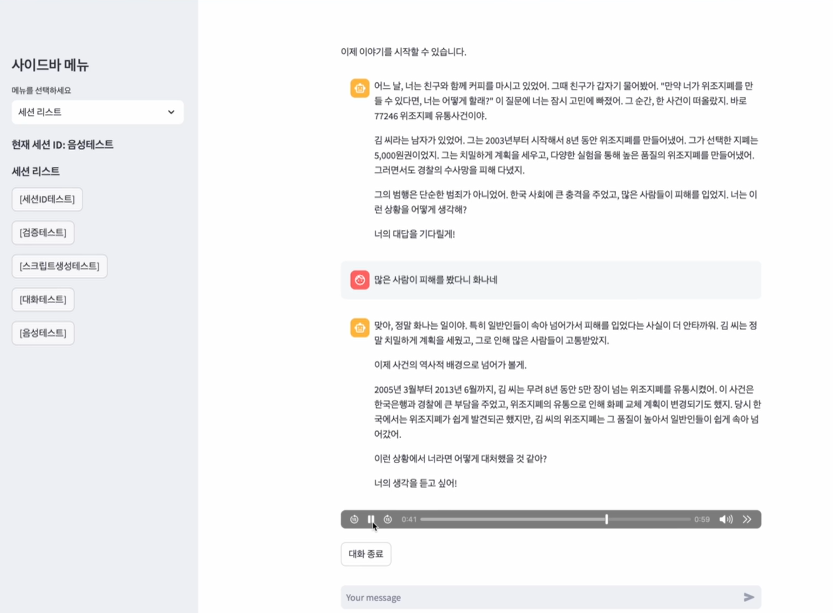 사이드바 메뉴
메뉴를 선택하세요
세션 리스트
현재 세션 ID: 음성테스트
세션 리스트
[세션ID테스트]
[검증테스트]
[스크립트생성테스트]
[대화테스트]
[음성테스트]
이제 이야기를 시작할 수 있습니다.
어느 날, 너는 친구와 함께 커피를 마시고 있었어. 그때 친구가 갑자기 물어봤어. "만약 너가 위조지폐를 만
들 수 있다면, 너는 어떻게 할래?" 이 질문에 너는 잠시 고민에 빠졌어. 그 순간, 한 사건이 떠올랐지. 바로
77246 위조지폐 유통사건이야.
김 씨라는 남자가 있었어. 그는 2003년부터 시작해서 8년 동안 위조지폐를 만들어냈어. 그가 선택한 지폐는
5,000원권이었지. 그는 치밀하게 계획을 세우고, 다양한 실험을 통해 높은 품질의 위조지폐를 만들어냈어.
그러면서도 경찰의 수사망을 피해 다녔지.
그의 범행은 단순한 범죄가 아니었어. 한국 사회에 큰 충격을 주었고, 많은 사람들이 피해를 입었지. 너는 이
런 상황을 어떻게 생각해?
너의 대답을 기다릴게!
많은 사람이 피해를 봤다니 화나네
맞아, 정말 화나는 일이야. 특히 일반인들이 속아 넘어가서 피해를 입었다는 사실이 더 안타까워. 김 씨는 정
말 치밀하게 계획을 세웠고, 그로 인해 많은 사람들이 고통받았지.
이제 사건의 역사적 배경으로 넘어가 볼게.
2005년 3월부터 2013년 6월까지, 김 씨는 무려 8년 동안 5만 장이 넘는 위조지폐를 유통시켰어. 이 사건은
한국은행과 경찰에 큰 부담을 주었고, 위조지폐의 유통으로 인해 화폐 교체 계획이 변경되기도 했지. 당시 한
국에서는 위조지폐가 쉽게 발견되곤 했지만, 김 씨의 위조지폐는 그 품질이 높아서 일반인들이 쉽게 속아 넘
어갔어.
이런 상황에서 너라면 어떻게 대처했을 것 같아?
너의 생각을 듣고 싶어!
0:41
0:59
대화 종료
Your message